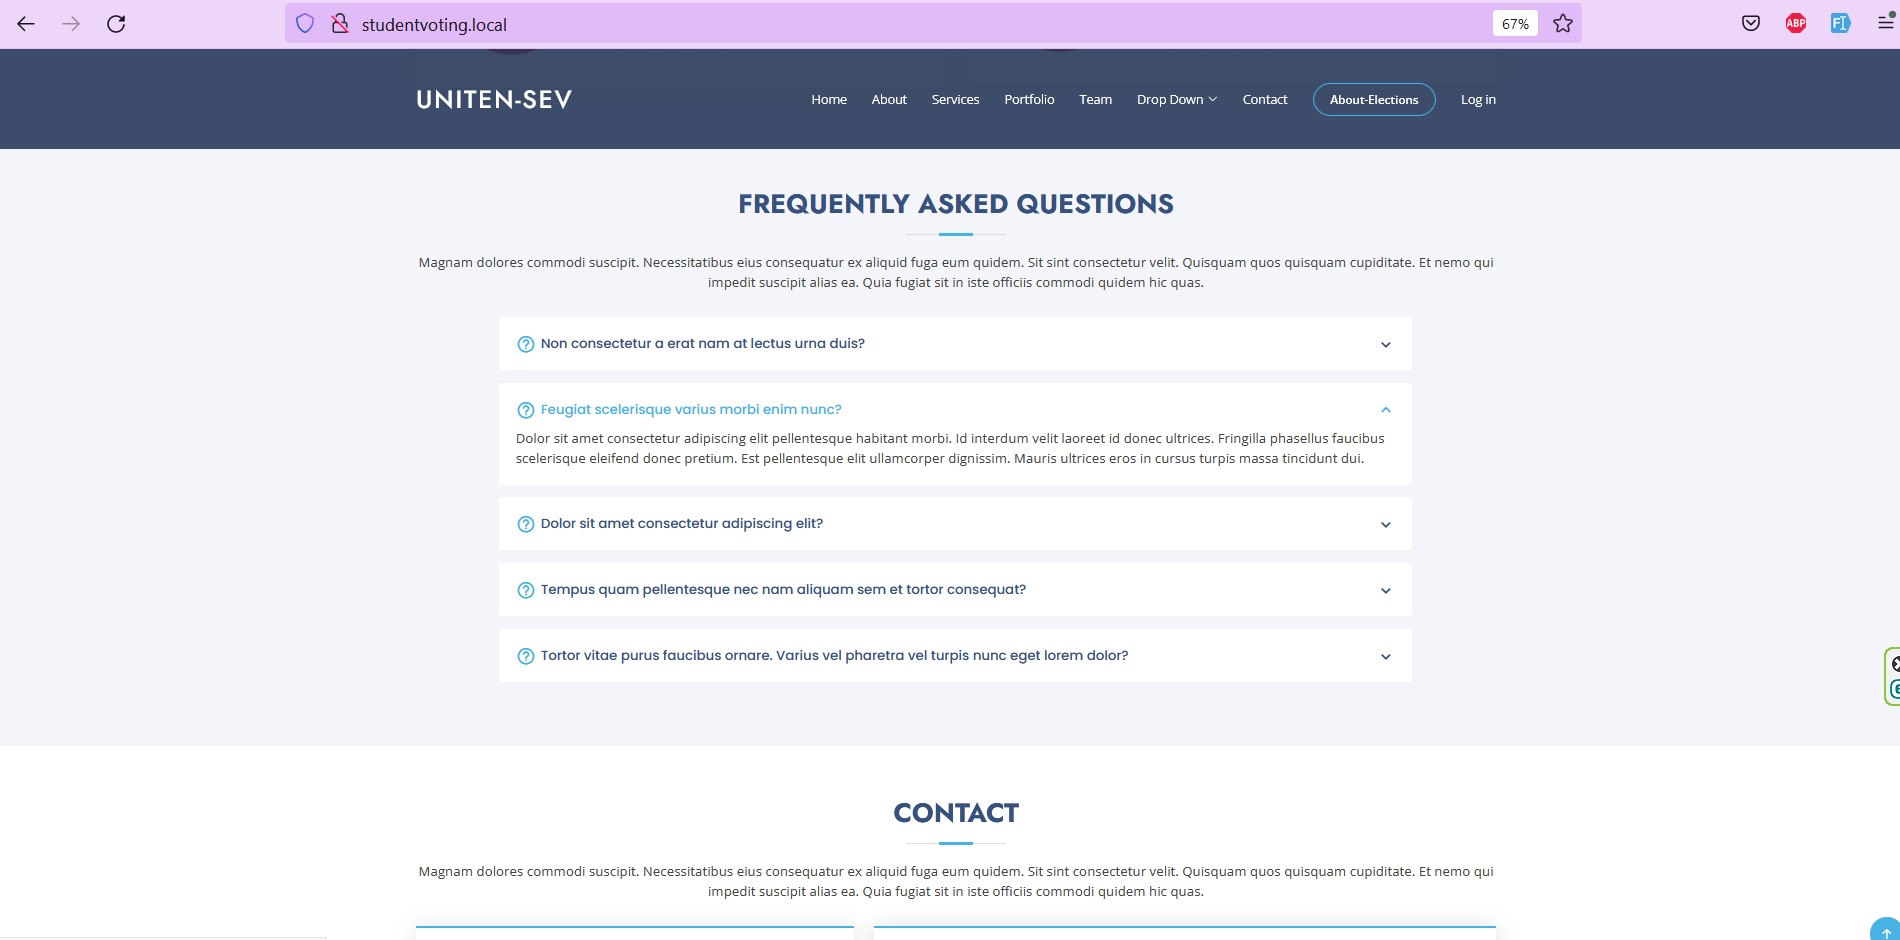 studentvoting.local
67%
ABP
UNITEN-SEV
Home About Services Portfolio Team Drop Down Contact About-Elections Log in
FREQUENTLY ASKED QUESTIONS
Magnam dolores commodi suscipit. Necessitatibus eius consequatur ex aliquid fuga eum quidem. Sit sint consectetur velit. Quisquam quos quisquam cupiditate. Et nemo qui
impedit suscipit alias ea. Quia fugiat sit in iste officiis commodi quidem hic quas.
Non consectetur a erat nam at lectus urna duis?
Feugiat scelerisque varius morbi enim nunc?
Dolor sit amet consectetur adipiscing elit pellentesque habitant morbi. Id interdum velit laoreet id donec ultrices. Fringilla phasellus faucibus
scelerisque eleifend donec pretium. Est pellentesque elit ullamcorper dignissim. Mauris ultrices eros in cursus turpis massa tincidunt dui.
Dolor sit amet consectetur adipiscing elit?
Tempus quam pellentesque nec nam aliquam sem et tortor consequat?
Tortor vitae purus faucibus ornare. Varius vel pharetra vel turpis nunc eget lorem dolor?
CONTACT
Magnam dolores commodi suscipit. Necessitatibus eius consequatur ex aliquid fuga eum quidem. Sit sint consectetur velit. Quisquam quos quisquam cupiditate. Et nemo qui
impedit suscipit alias ea. Quia fugiat sit in iste officiis commodi quidem hic quas.